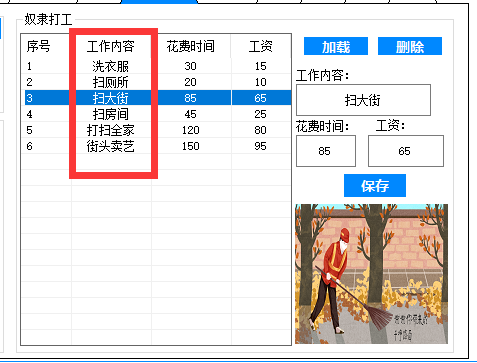 奴隶打工
序号 工作内容 花费时间 工资
1 洗衣服 30 15
2 扫厕所 20 10
3 扫大街 85 65
4 扫房间 45 25
5 打扫全家 120 80
6 街头卖艺 150 95
加载 删除
工作内容：
扫大街
花费时间： 工资：
85 65
保存